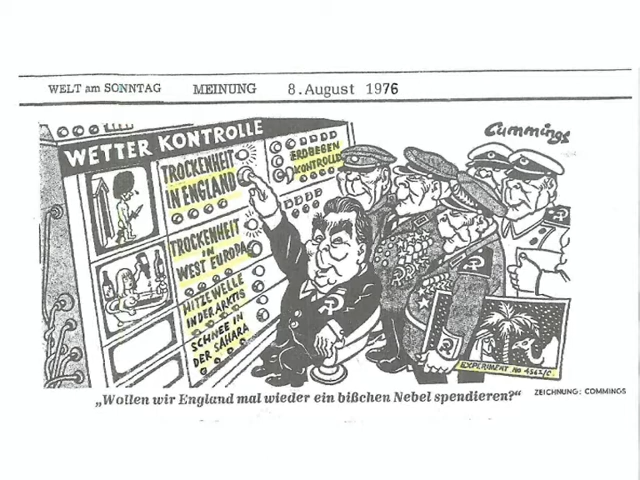 WELT am SONNTAG MEINUNG 8.August 1976
Cummings
WETTER KONTROLLE
TROCKENHEIT
IN ENGLAND
ERDBEBEN
KONTROLLE
TROCKENHEIT
IN
WEST EUROPA
HITZEWELLE
IN DER ARKTIS
SCHNEE IN
DER SAHARA
EXPERIMENT NO
„Wollen wir England mal wieder ein bißchen Nebel spendieren?“
ZEICHNUNG: COMMINGS